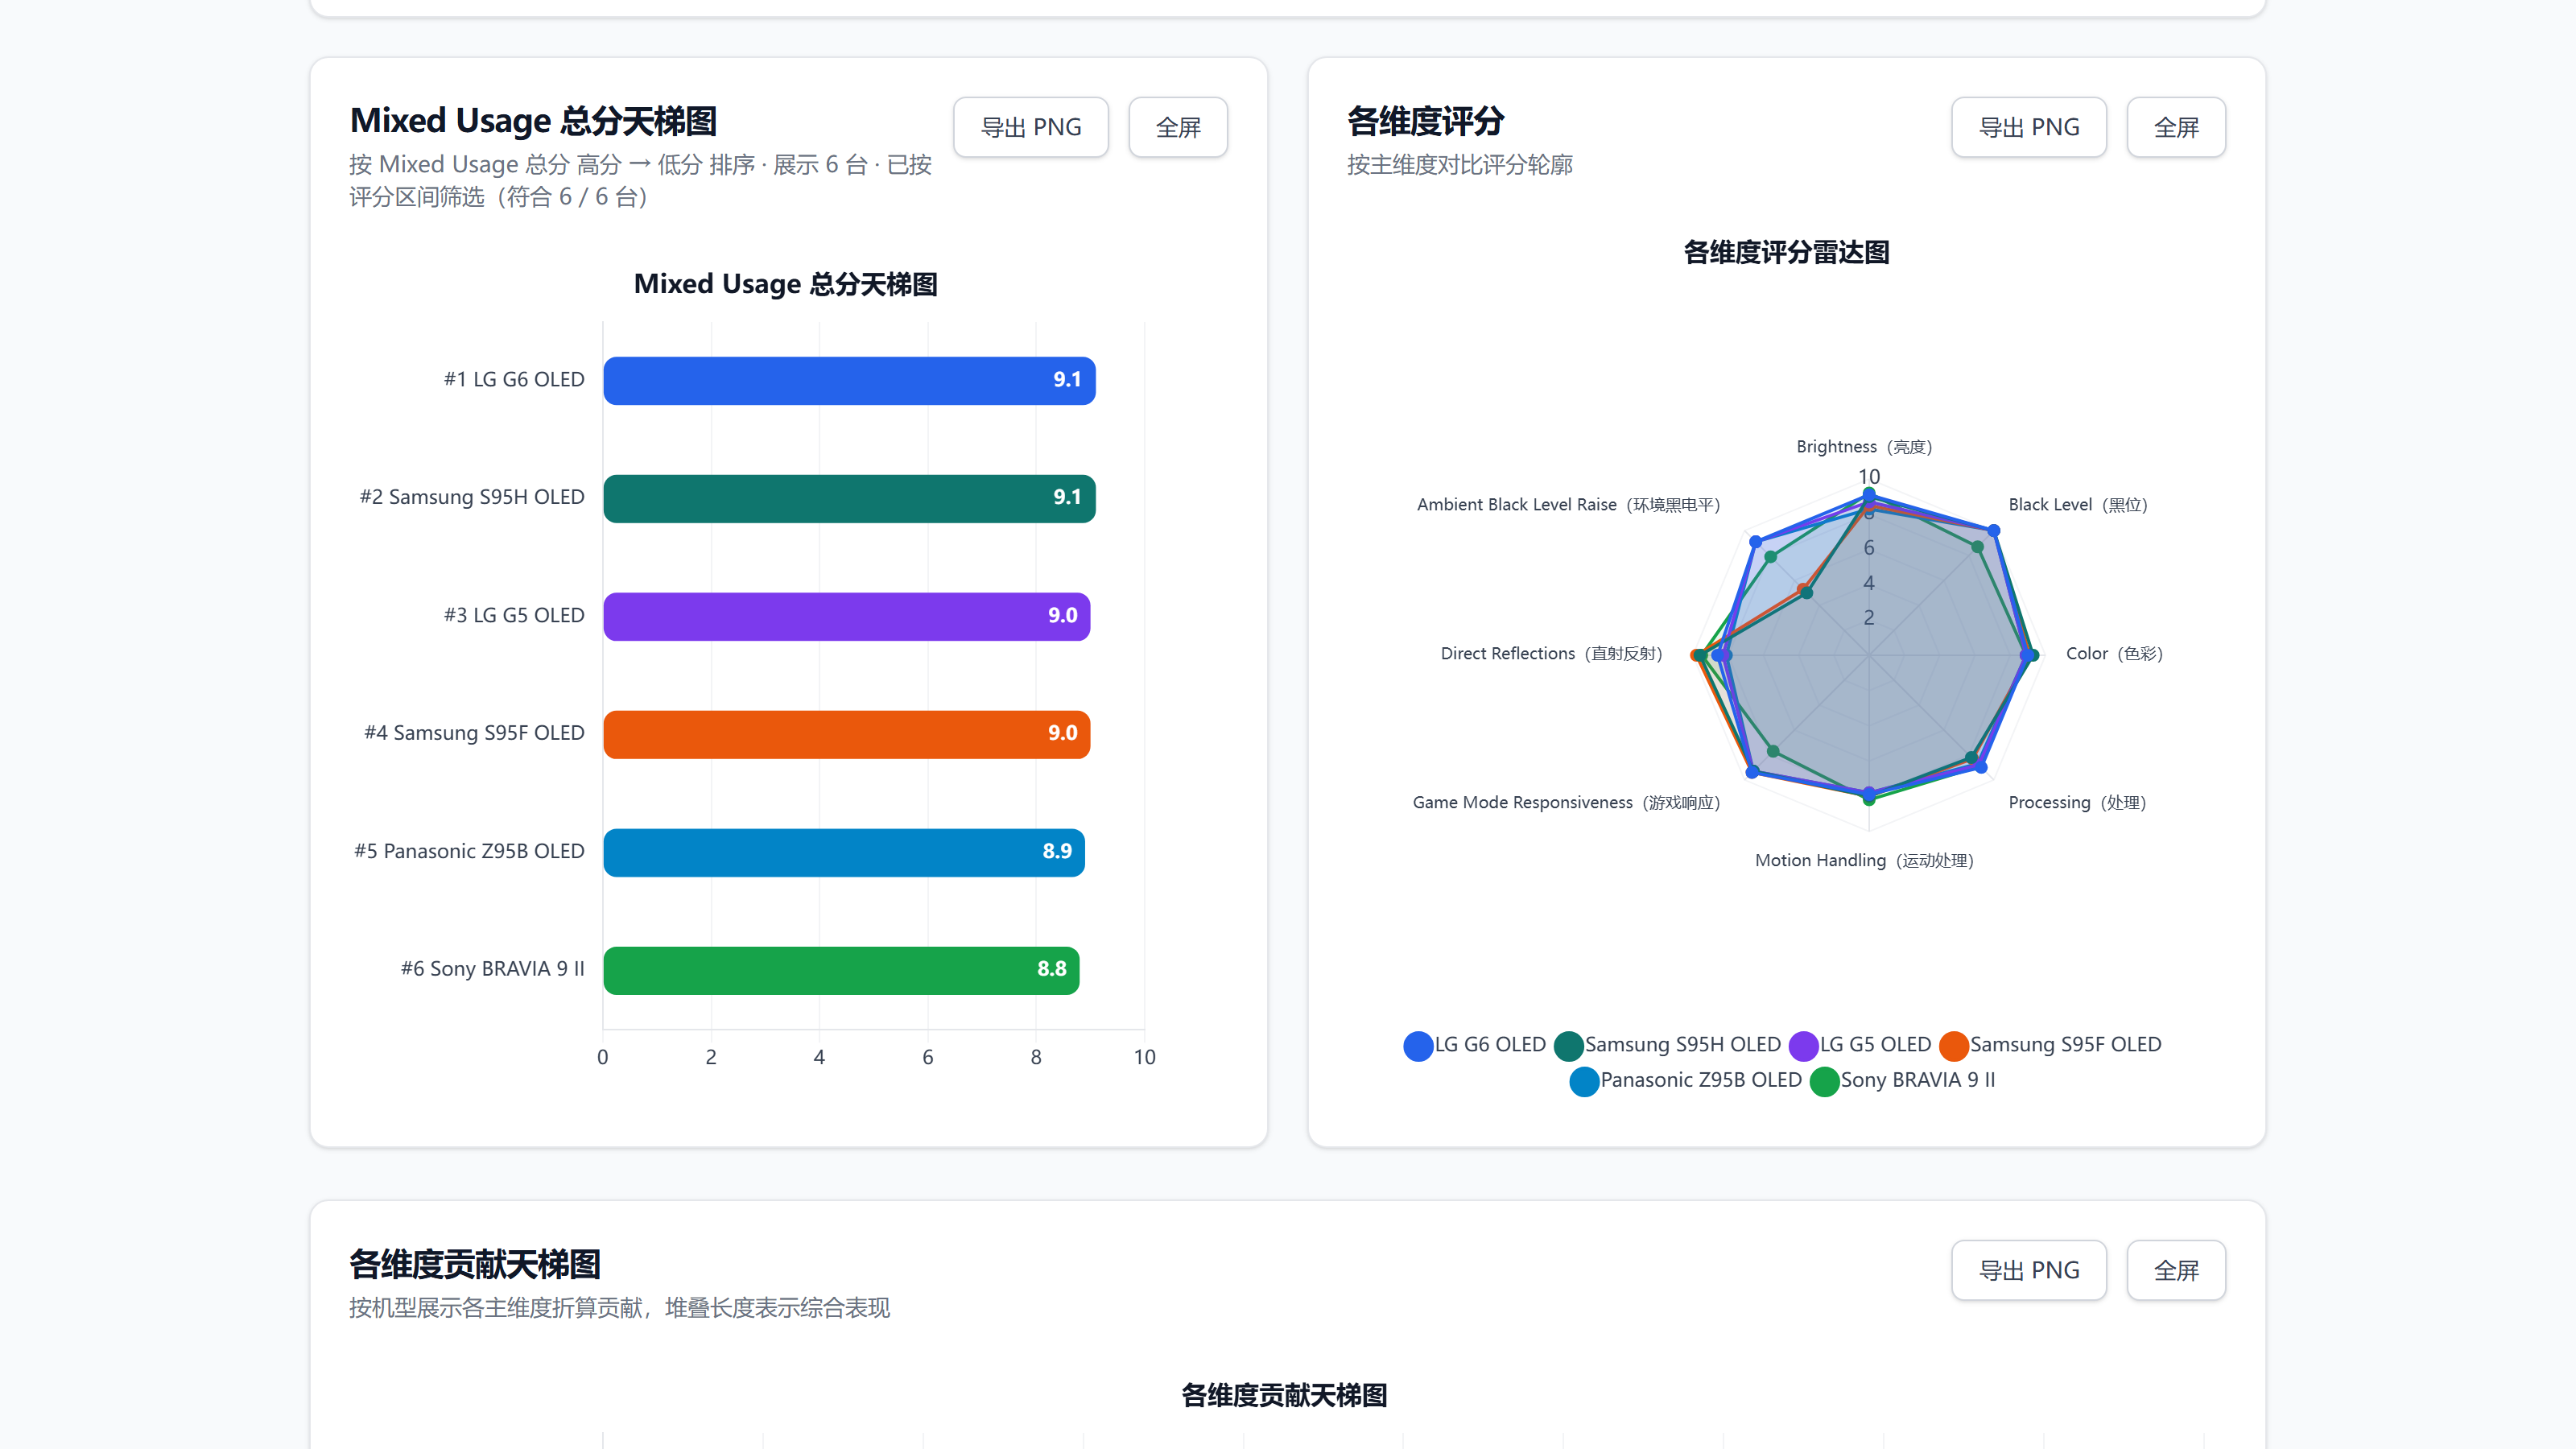 Mixed Usage 总分天梯图
导出 PNG
全屏
按 Mixed Usage 总分 高分 → 低分 排序 · 展示 6 台 · 已按
评分区间筛选（符合 6 / 6 台）
Mixed Usage 总分天梯图
#1 LG G6 OLED
9.1
#2 Samsung S95H OLED
9.1
#3 LG G5 OLED
9.0
#4 Samsung S95F OLED
9.0
#5 Panasonic Z95B OLED
8.9
#6 Sony BRAVIA 9 II
8.8
0 2 4 6 8 10
各维度评分
导出 PNG
全屏
按主维度对比评分轮廓
各维度评分雷达图
Brightness（亮度）
10
Ambient Black Level Raise（环境黑电平）
Black Level（黑位）
8
6
4
2
Direct Reflections（直射反射）
Color（色彩）
Game Mode Responsiveness（游戏响应）
Processing（处理）
Motion Handling（运动处理）
LG G6 OLED Samsung S95H OLED LG G5 OLED Samsung S95F OLED
Panasonic Z95B OLED Sony BRAVIA 9 II
各维度贡献天梯图
导出 PNG
全屏
按机型展示各主维度折算贡献，堆叠长度表示综合表现
各维度贡献天梯图